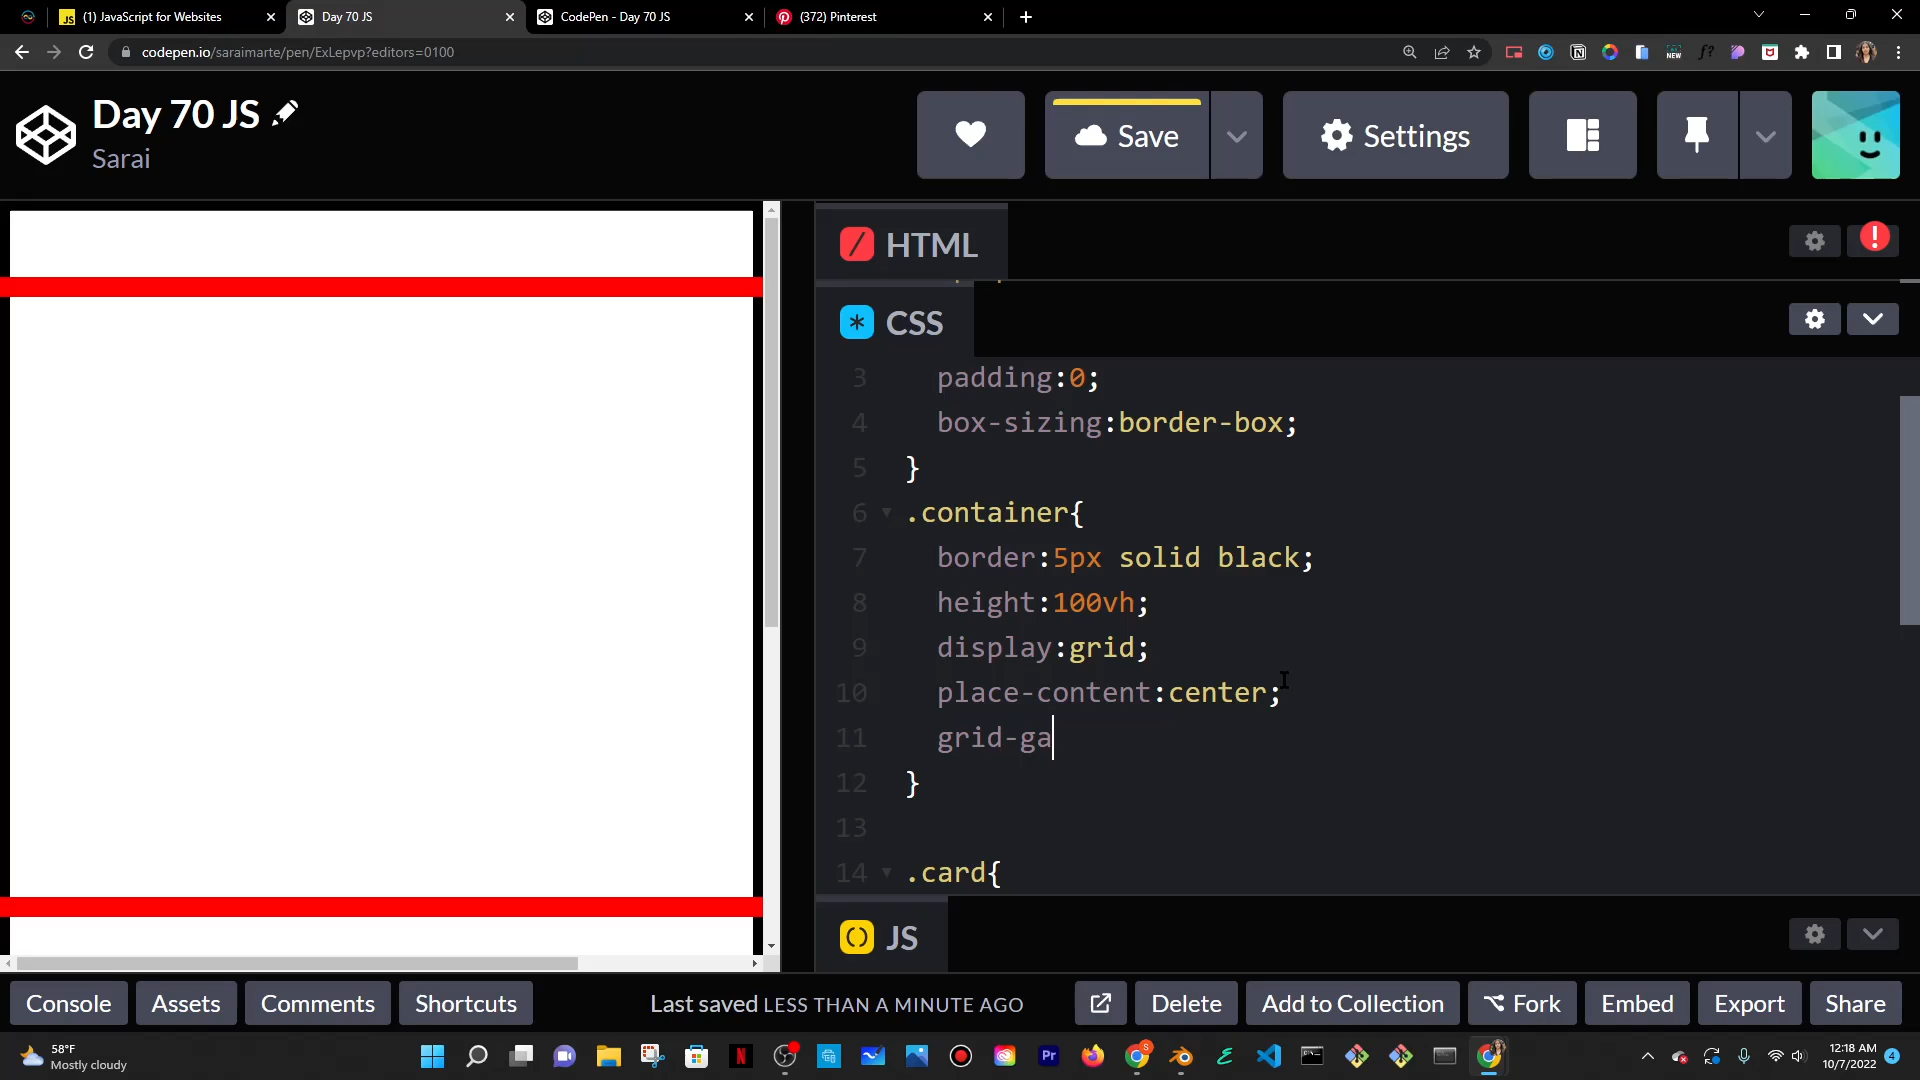 (1) JavaScript for Websites
Day 70 JS
CodePen - Day 70 JS
(372) Pinterest
codepen.io/saraimarte/pen/ExLepvp?editors=0100
Day 70 JS
Sarai
Save
Settings
HTML
CSS
3 padding:0;
4 box-sizing:border-box;
5 }
6 .container{
7 border:5px solid black;
8 height:100vh;
9 display:grid;
10 place-content:center;
11 grid-ga
12 }
13
14 .card{
JS
Console
Assets
Comments
Shortcuts
Last saved LESS THAN A MINUTE AGO
Delete
Add to Collection
Fork
Embed
Export
Share
58°F
Mostly cloudy
12:18 AM
10/7/2022
4